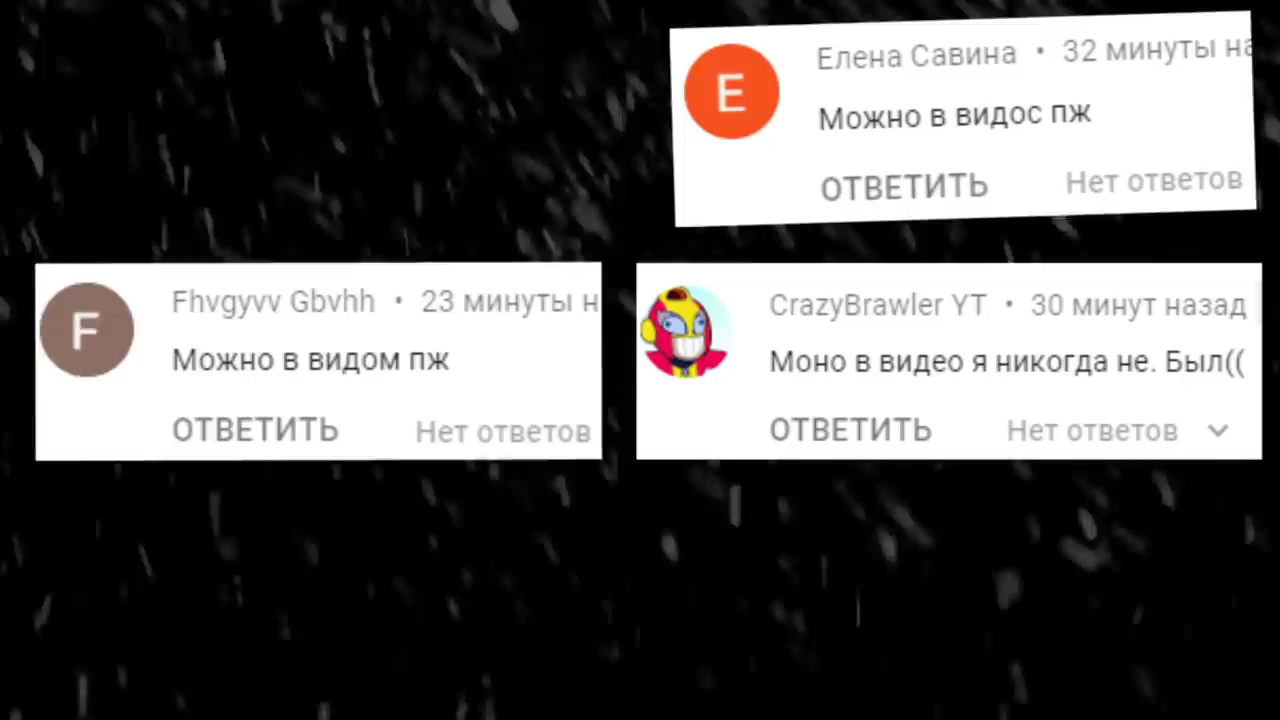 E
Елена Савина • 32 минуты на
Можно в видос пж
ОТВЕТИТЬ Нет ответов
F
Fhvgyvv Gbvhh • 23 минуты н
Можно в видом пж
ОТВЕТИТЬ Нет ответов
CrazyBrawler YT • 30 минут назад
Моно в видео я никогда не. Был((
ОТВЕТИТЬ Нет ответов